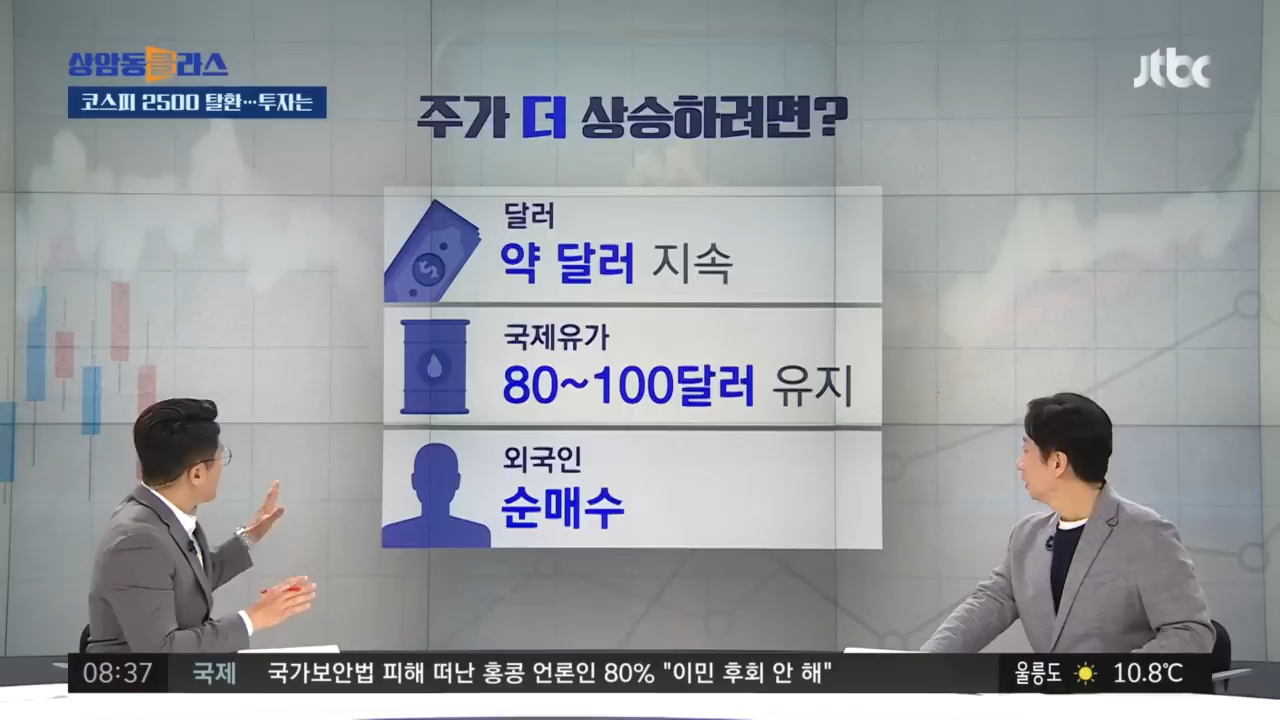 상암동클라스
코스피 2500 탈환…투자는
jtbc
주가 더 상승하려면?
달러
약 달러 지속
국제유가
80~100달러 유지
외국인
순매수
08:37 국제 국가보안법 피해 떠난 홍콩 언론인 80% "이민 후회 안 해" 울릉도 10.8℃